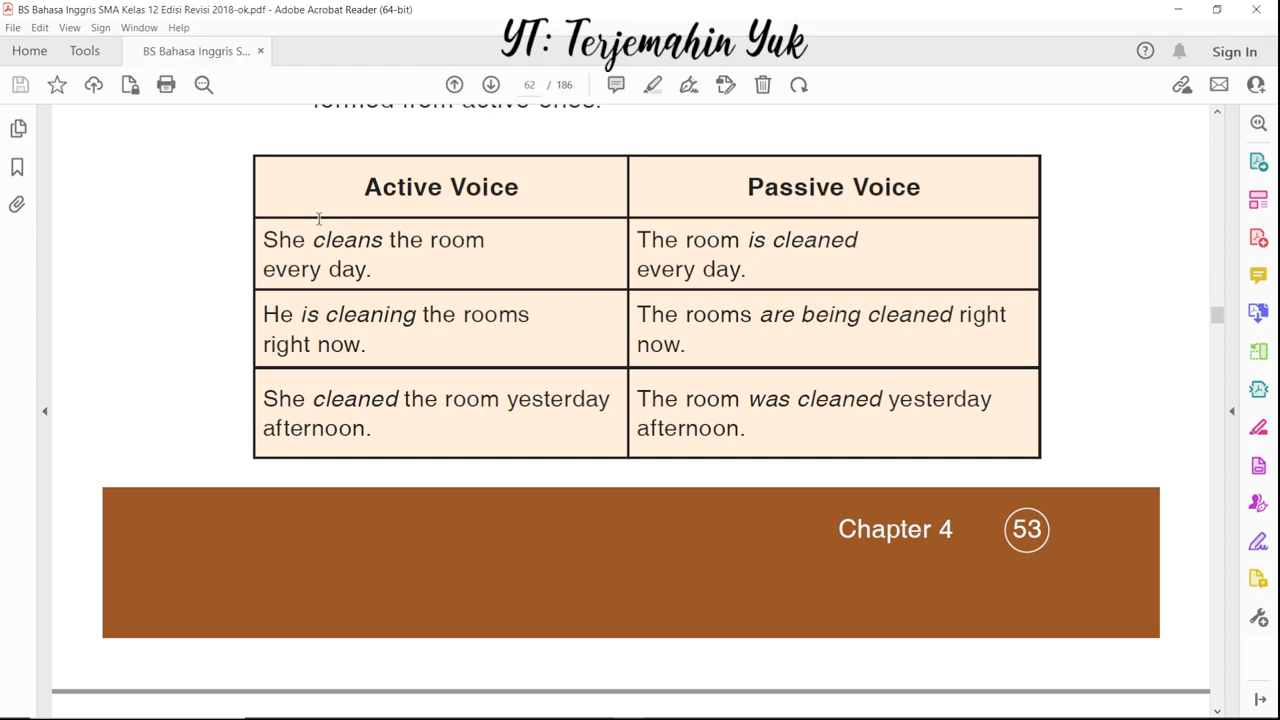 BS Bahasa Inggris SMA Kelas 12 Edisi Revisi 2018-ok.pdf - Adobe Acrobat Reader (64-bit)
File Edit View Sign Window Help
YT: Terjemahin Yuk
Home Tools BS Bahasa Inggris S... × Sign In
62 / 186
formed from active ones.
Active Voice Passive Voice
She cleans the room The room is cleaned
every day. every day.
He is cleaning the rooms The rooms are being cleaned right
right now. now.
She cleaned the room yesterday The room was cleaned yesterday
afternoon. afternoon.
Chapter 4 53